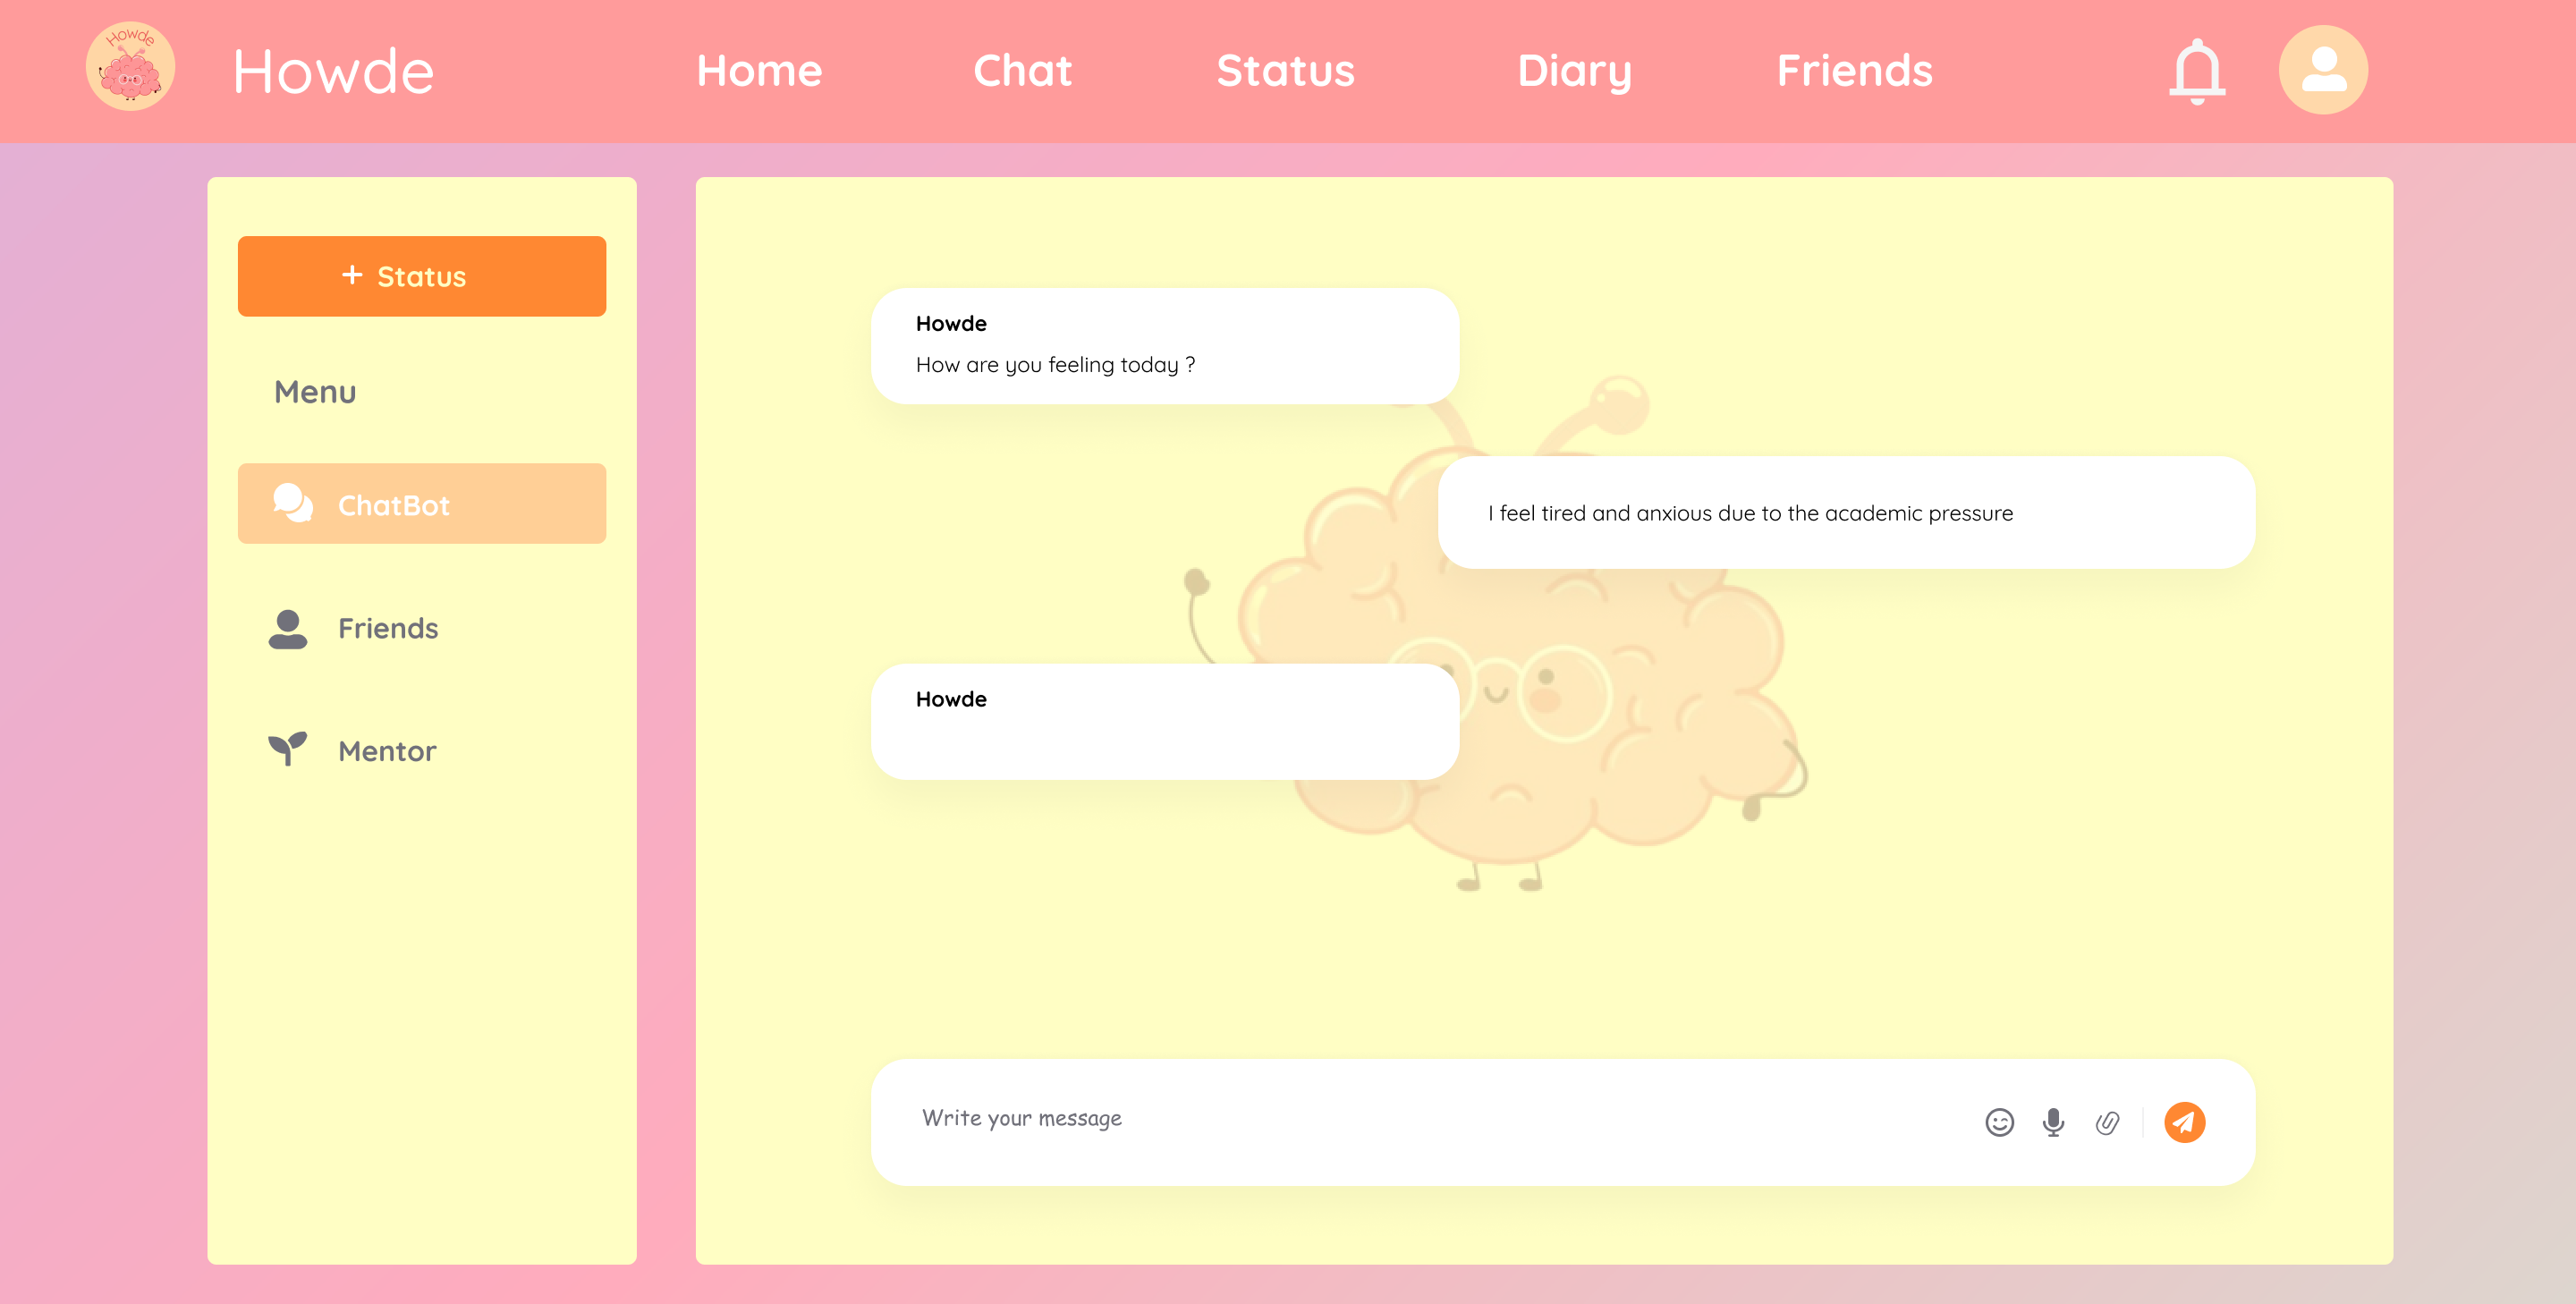 Howde
Howde
Home
Chat
Status
Diary
Friends
+ Status
Menu
ChatBot
Friends
Mentor
Howde
How are you feeling today ?
I feel tired and anxious due to the academic pressure
Howde
Write your message